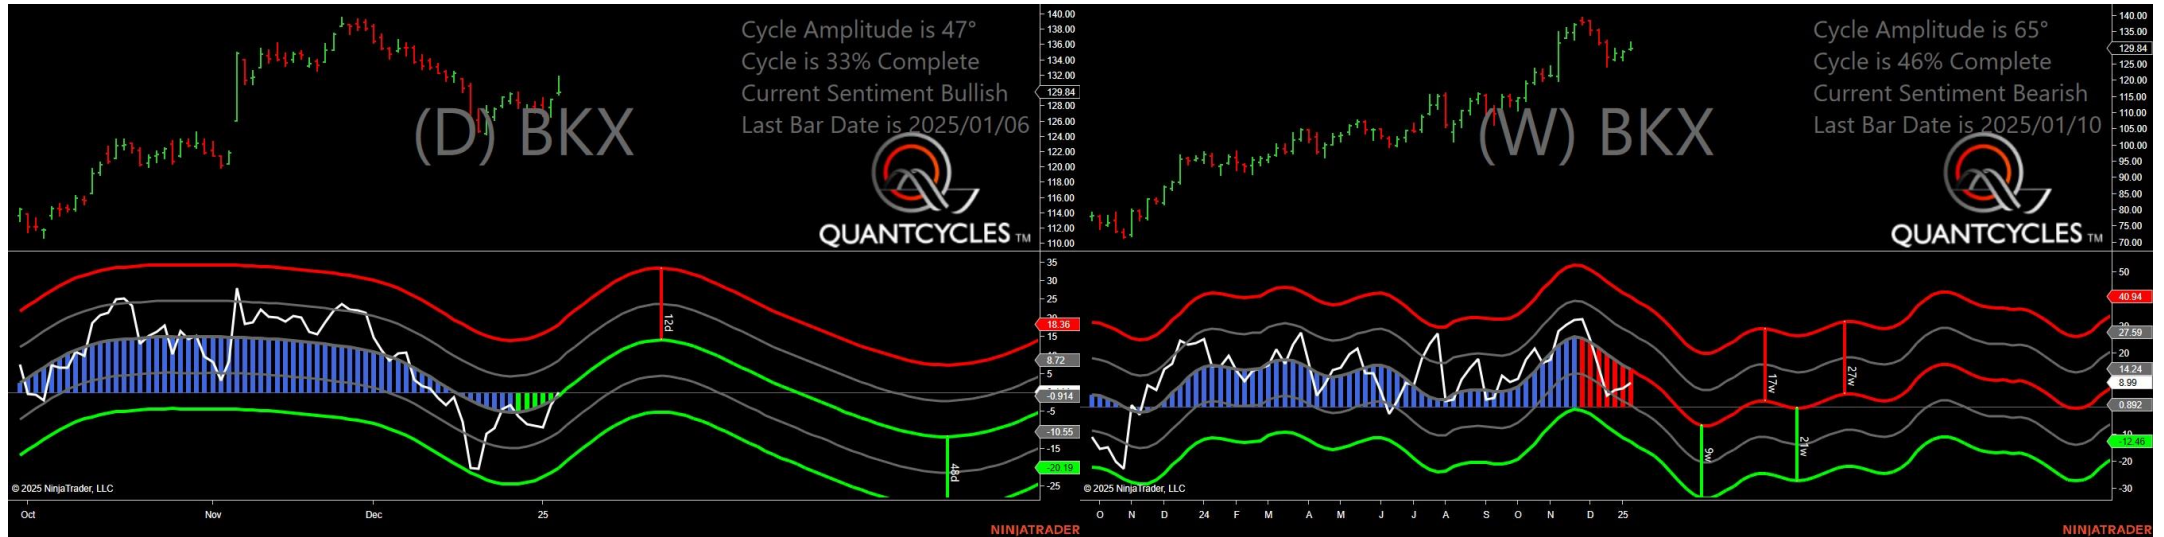 Cycle Amplitude is 47°
Cycle is 33% Complete
Current Sentiment Bullish
Last Bar Date is 2025/01/06
(D) BKX
QUANTCYCLES TM
140.00
138.00
136.00
134.00
132.00
129.84
128.00
126.00
124.00
122.00
120.00
118.00
116.00
114.00
112.00
110.00
35
30
25
18.36
15
8.72
5
-0.914
-5
-10.55
-15
-20.19
-25
12d
48d
© 2025 NinjaTrader, LLC
Oct Nov Dec 25
NINJATRADER
Cycle Amplitude is 65°
Cycle is 46% Complete
Current Sentiment Bearish
Last Bar Date is 2025/01/10
(W) BKX
QUANTCYCLES TM
140.00
135.00
129.84
125.00
120.00
115.00
110.00
105.00
100.00
95.00
90.00
85.00
80.00
75.00
70.00
50
40.94
27.59
20
14.24
8.99
0.892
-12.46
-20
-30
9w
17w
21w
27w
© 2025 NinjaTrader, LLC
O N D 24 F M A M J J A S O N D 25
NINJATRADER